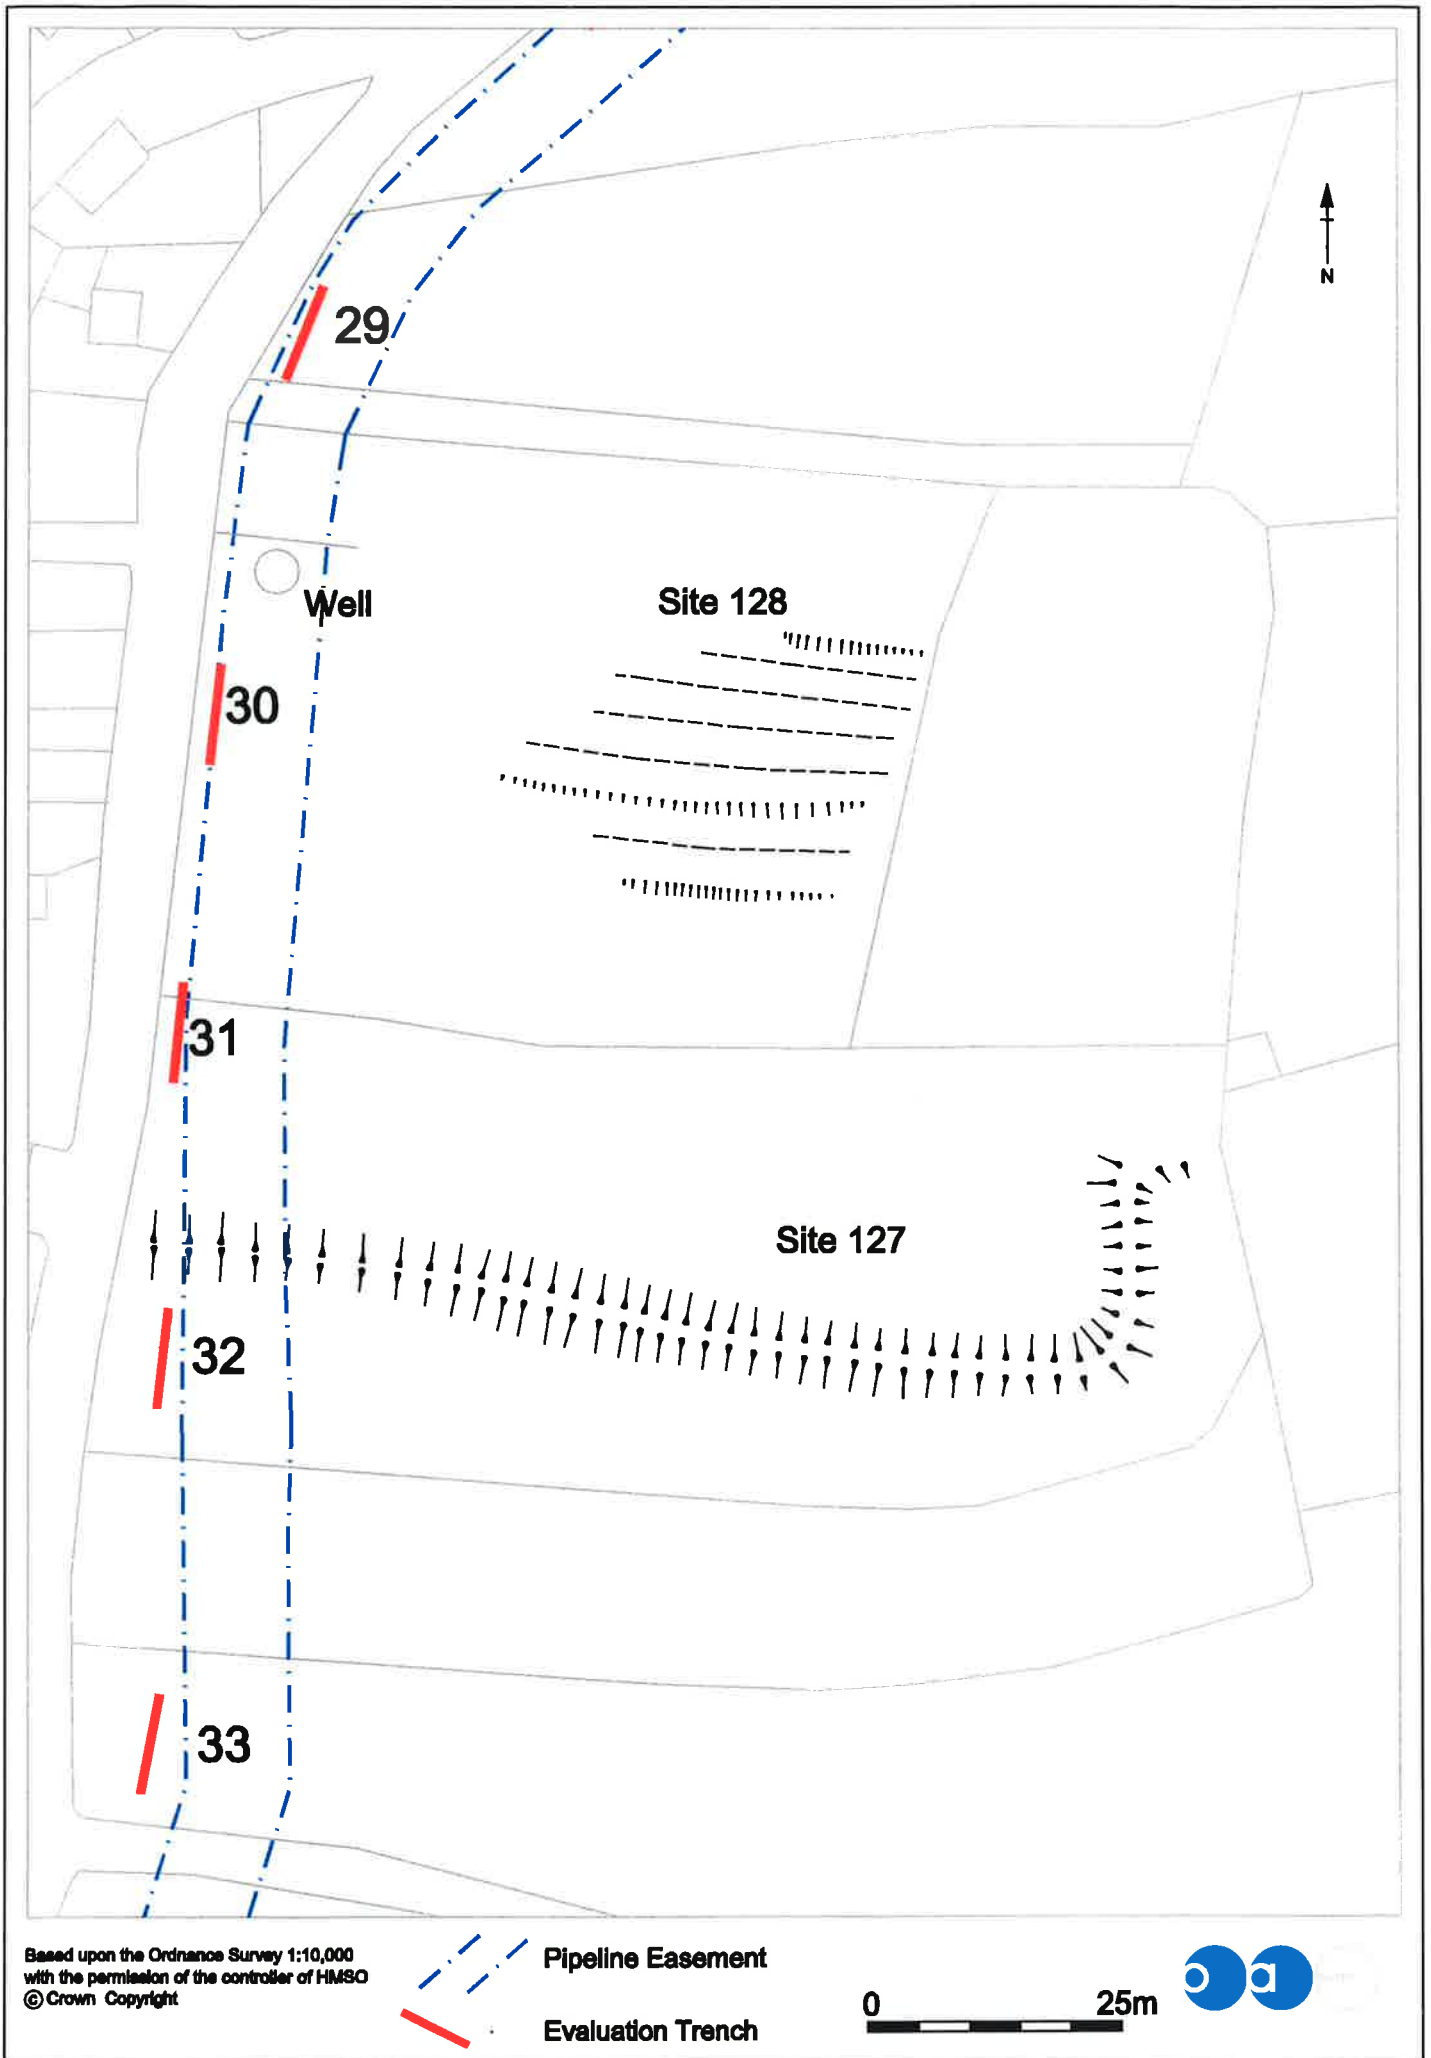 N
29
Well
Site 128
30
31
Site 127
32
33
Based upon the Ordnance Survey 1:10,000
with the permission of the controller of HMSO
© Crown Copyright
Pipeline Easement
Evaluation Trench
0 25m
o a